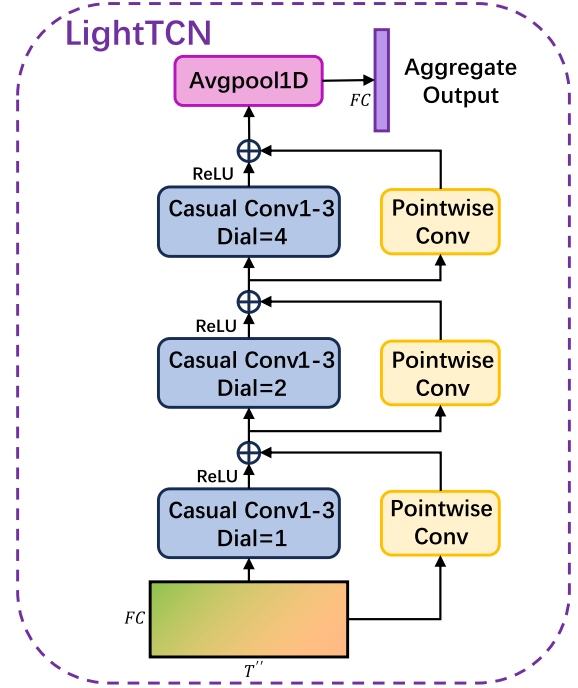 LightTCN
Avgpool1D
FC
Aggregate
Output
ReLU
Casual Conv1-3
Dial=4
Pointwise
Conv
ReLU
Casual Conv1-3
Dial=2
Pointwise
Conv
ReLU
Casual Conv1-3
Dial=1
Pointwise
Conv
FC
T′′